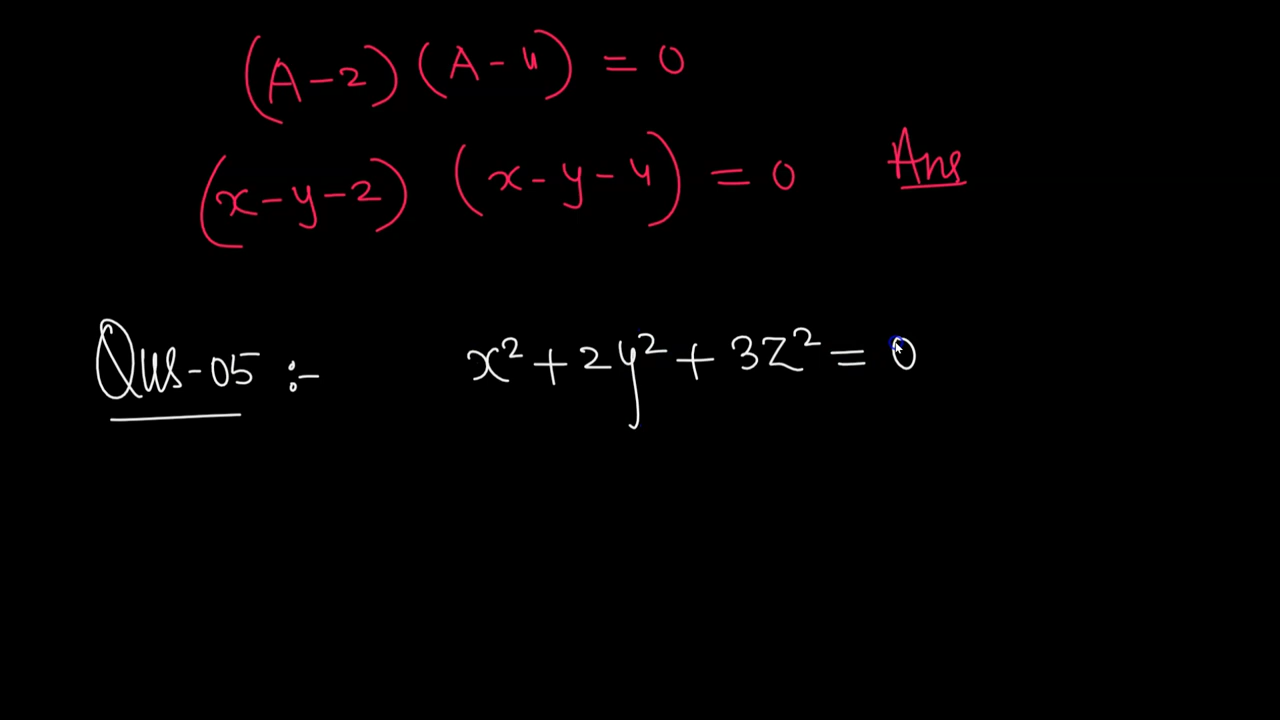 (A-2) (A-4) = 0
(x-y-2) (x-y-4) = 0 Ans
Qus-05 :- x² + 2y² + 3z² = 0